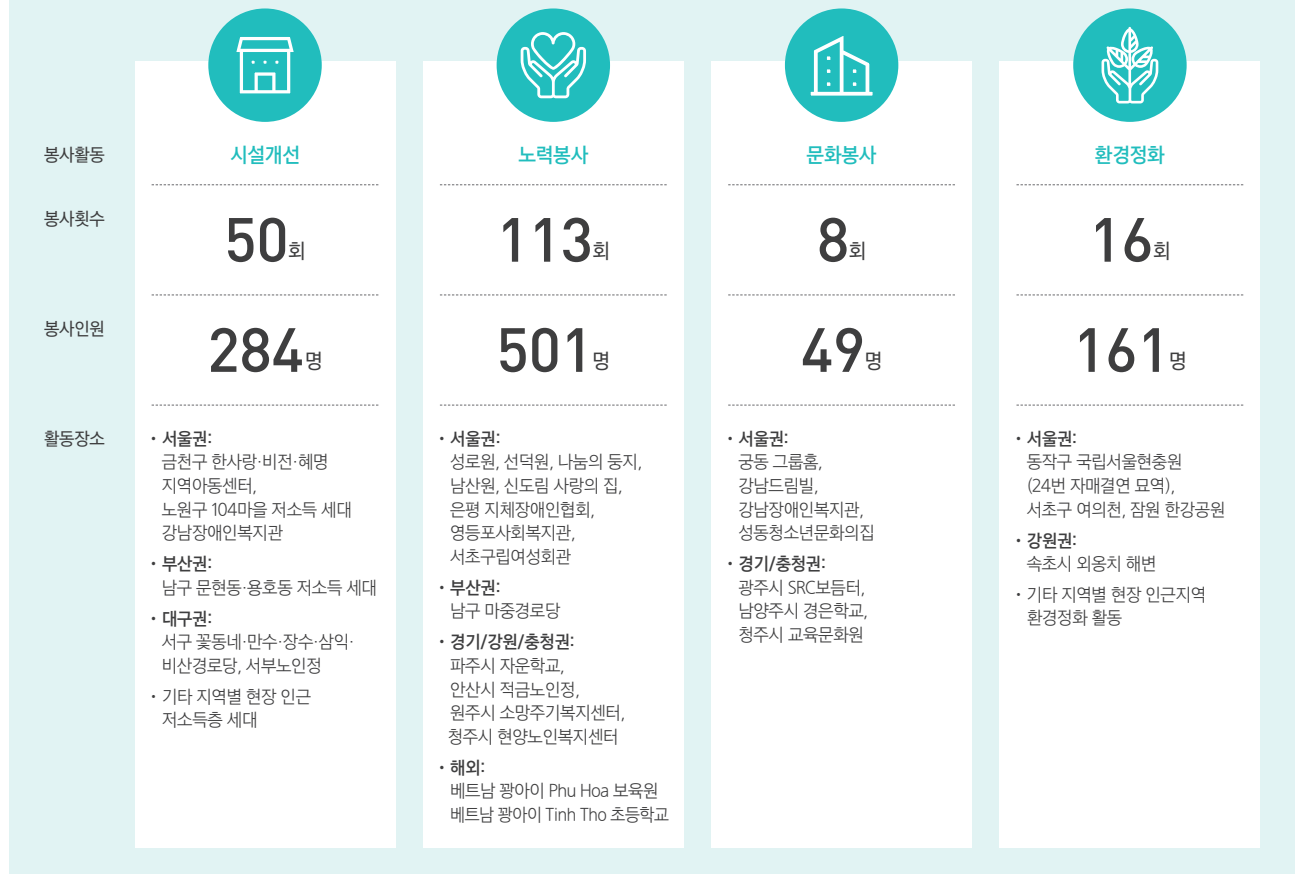 봉사활동
시설개선
노력봉사
문화봉사
환경정화
봉사횟수
50회
113회
8회
16회
봉사인원
284명
501명
49명
161명
활동장소
• 서울권:
금천구 한사랑·비전·혜명
지역아동센터,
노원구 104마을 저소득 세대
강남장애인복지관
• 부산권:
남구 문현동·용호동 저소득 세대
• 대구권:
서구 꽃동네·만수·장수·삼익·
비산경로당, 서부노인정
• 기타 지역별 현장 인근
저소득층 세대
• 서울권:
성로원, 선덕원, 나눔의 둥지,
남산원, 신도림 사랑의 집,
은평 지체장애인협회,
영등포사회복지관,
서초구립여성회관
• 부산권:
남구 마중경로당
• 경기/강원/충청권:
파주시 자운학교,
안산시 적금노인정,
원주시 소망주기복지센터,
청주시 현양노인복지센터
• 해외:
베트남 꽝아이 Phu Hoa 보육원
베트남 꽝아이 Tinh Tho 초등학교
• 서울권:
궁동 그룹홈,
강남드림빌,
강남장애인복지관,
성동청소년문화의집
• 경기/충청권:
광주시 SRC보듬터,
남양주시 경은학교,
청주시 교육문화원
• 서울권:
동작구 국립서울현충원
(24번 자매결연 묘역),
서초구 여의천, 잠원 한강공원
• 강원권:
속초시 외옹치 해변
• 기타 지역별 현장 인근지역
환경정화 활동